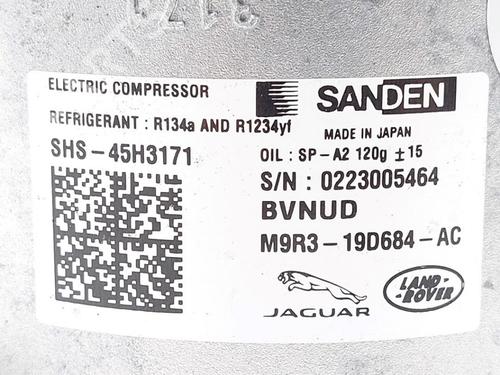 3171
ELECTRIC COMPRESSOR
SANDEN
REFRIGERANT : R134a AND R1234yf
MADE IN JAPAN
SHS-45H3171
OIL : SP-A2 120g ±15
S/N : 0223005464
BVNUD
M9R3-19D684-AC
JAGUAR
LAND-
-ROVER